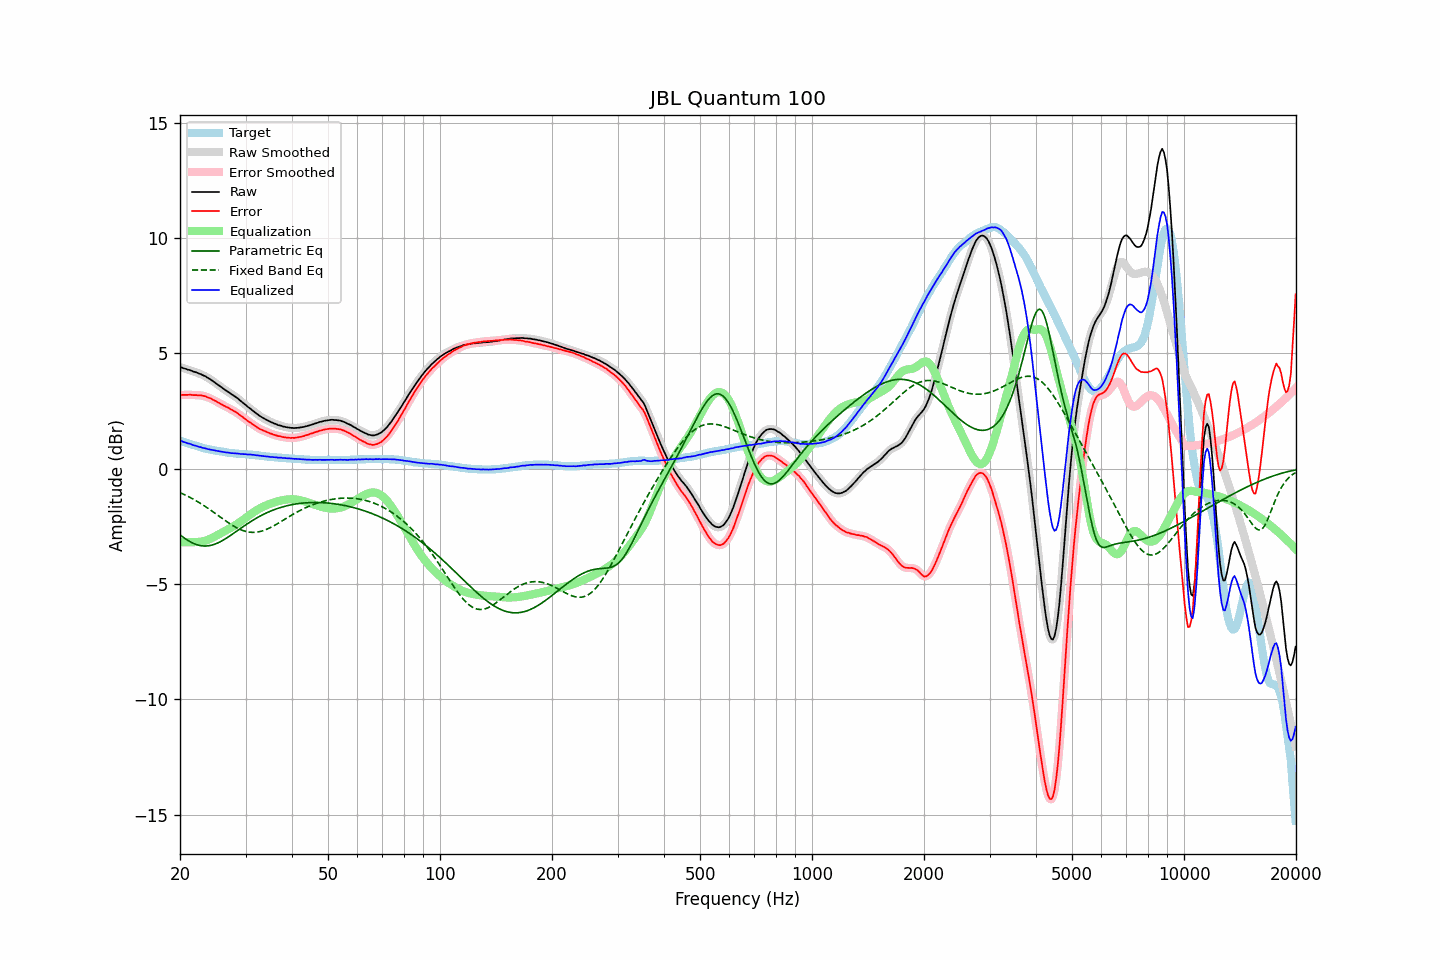 JBL Quantum 100
Target
Raw Smoothed
Error Smoothed
Raw
Error
Equalization
Parametric Eq
Fixed Band Eq
Equalized
15
10
5
0
−5
−10
−15
Amplitude (dBr)
20 50 100 200 500 1000 2000 5000 10000 20000
Frequency (Hz)